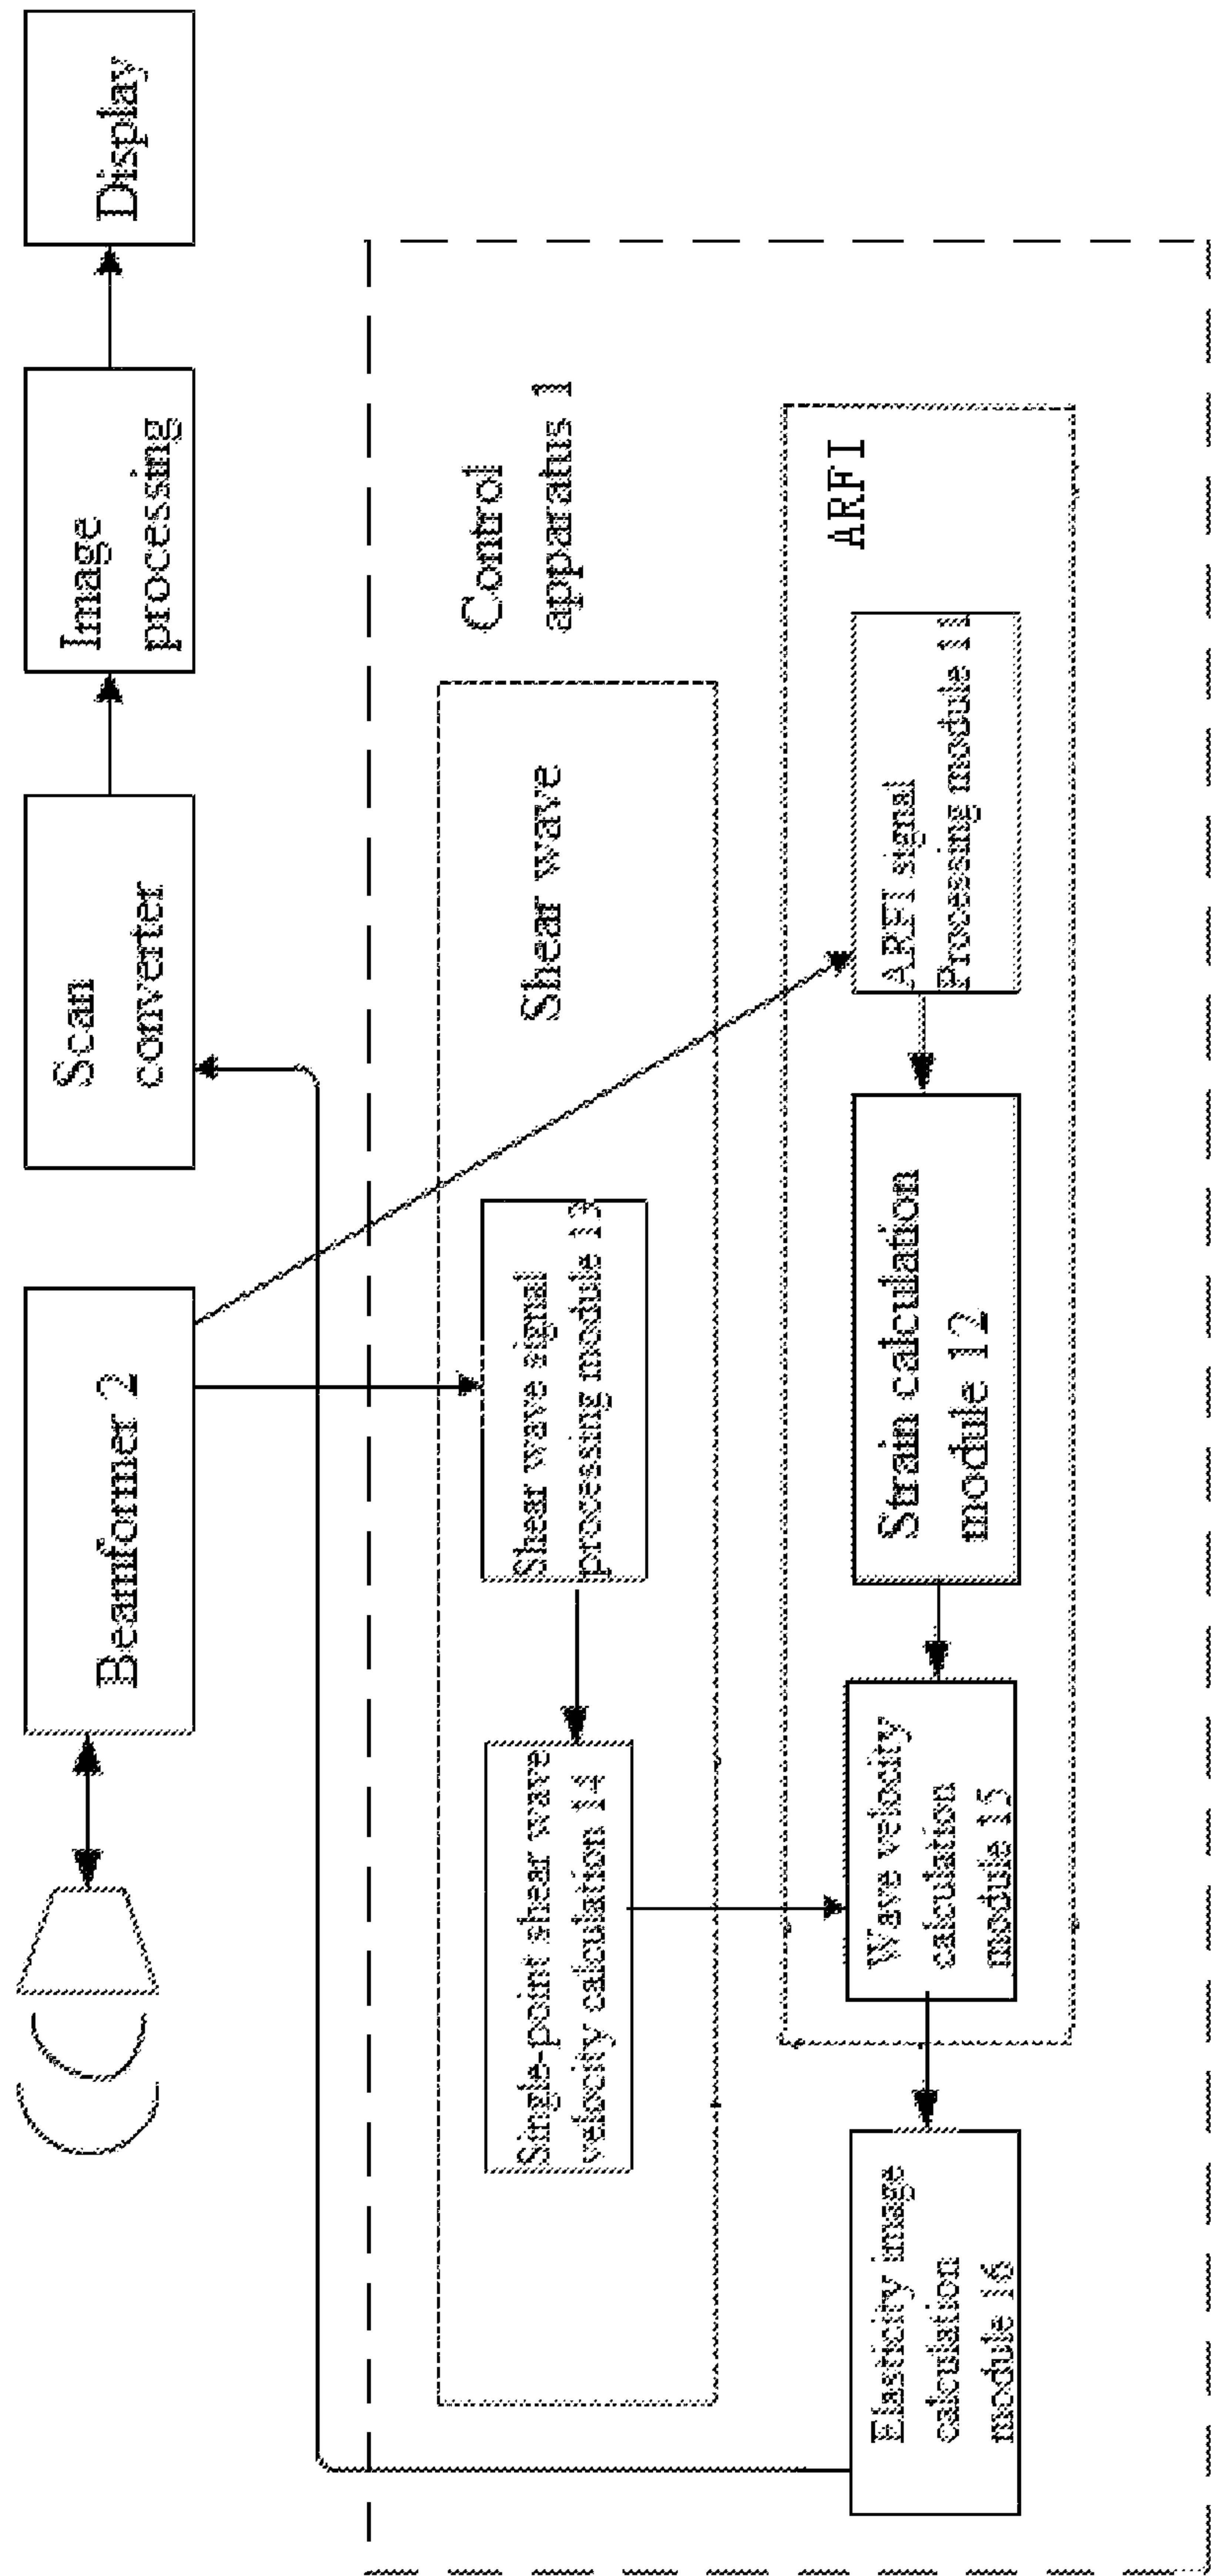 Beamformer 2
Scan
converter
Image
processing
Display
Control
apparatus 1
Shear wave
Single-point shear wave
velocity calculation 14
Shear wave signal
processing module 13
ARFI
Elasticity image
calculation
module 16
Wave velocity
calculation
module 15
Strain calculation
module 12
ARFI signal
Processing module 11